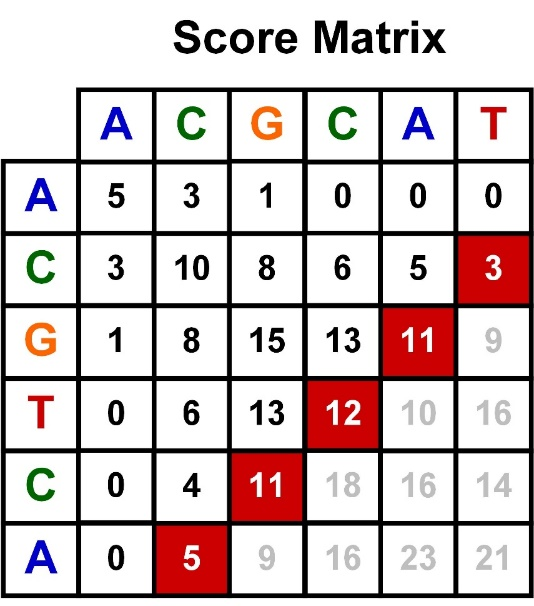 Score Matrix
A C G C A T
A 5 3 1 0 0 0
C 3 10 8 6 5 3
G 1 8 15 13 11 9
T 0 6 13 12 10 16
C 0 4 11 18 16 14
A 0 5 9 16 23 21